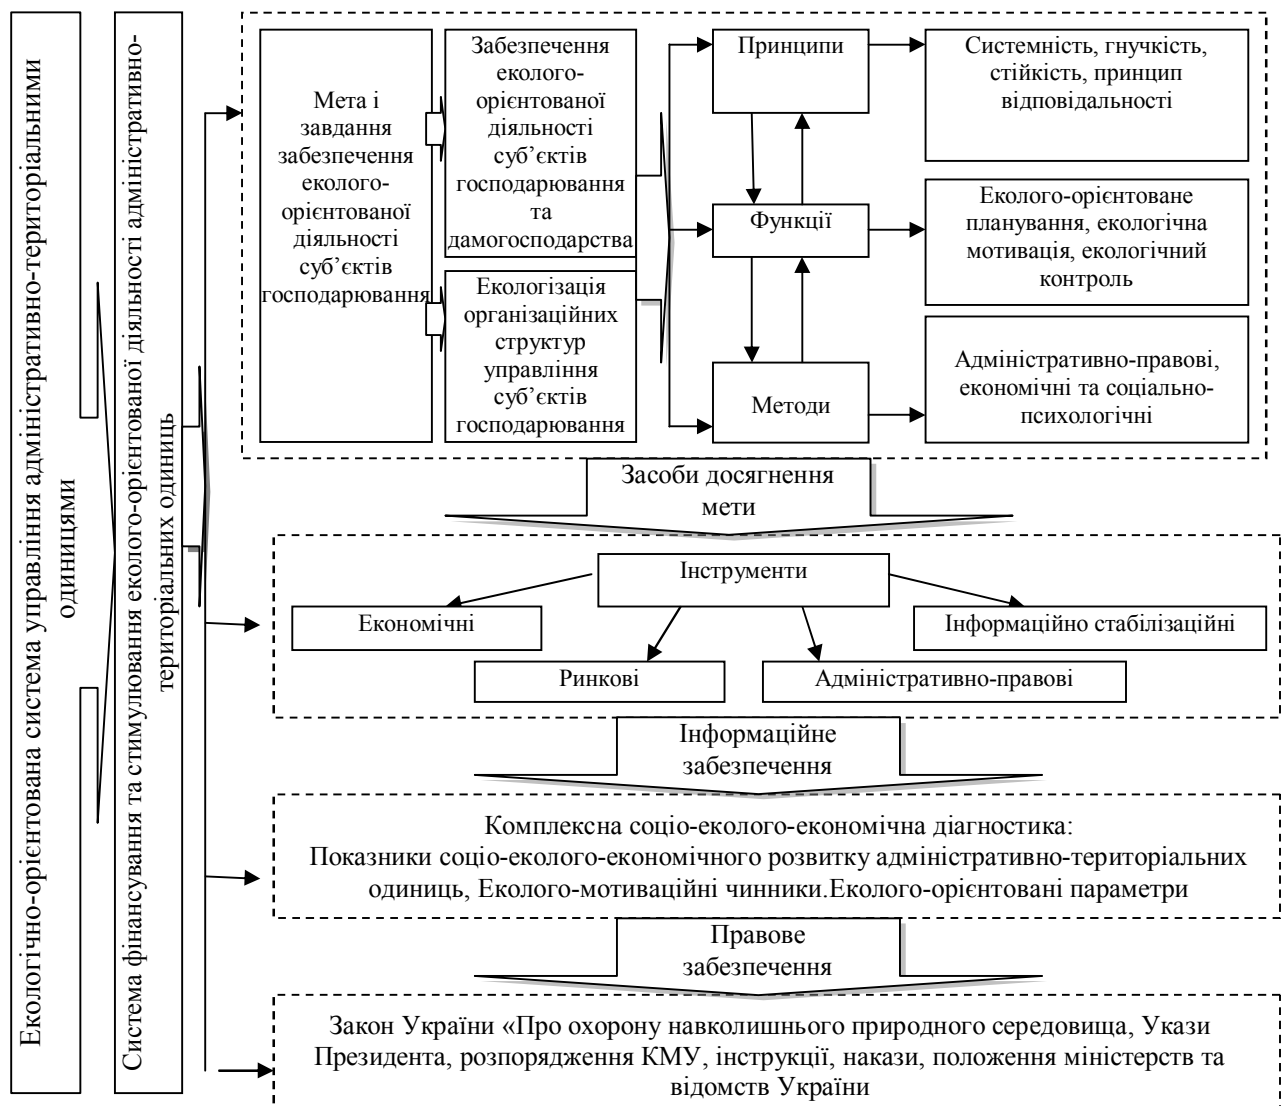 Екологічно-орієнтована система управління адміністративно-територіальними
одиницями
Система фінансування та стимулювання еколого-орієнтованої діяльності адміністративно-
територіальних одиниць
Мета і
завдання
забезпечення
еколого-
орієнтованої
діяльності
суб’єктів
господарювання
Забезпечення
еколого-
орієнтованої
діяльності
суб’єктів
господарювання
та
дамогосподарства
Екологізація
організаційних
структур
управління
суб’єктів
господарювання
Принципи
Функції
Методи
Системність, гнучкість,
стійкість, принцип
відповідальності
Еколого-орієнтоване
планування, екологічна
мотивація, екологічний
контроль
Адміністративно-правові,
економічні та соціально-
психологічні
Засоби досягнення
мети
Інструменти
Економічні
Інформаційно стабілізаційні
Ринкові
Адміністративно-правові
Інформаційне
забезпечення
Комплексна соціо-еколого-економічна діагностика:
Показники соціо-еколого-економічного розвитку адміністративно-територіальних
одиниць, Еколого-мотиваційні чинники.Еколого-орієнтовані параметри
Правове
забезпечення
Закон України «Про охорону навколишнього природного середовища, Укази
Президента, розпорядження КМУ, інструкції, накази, положення міністерств та
відомств України